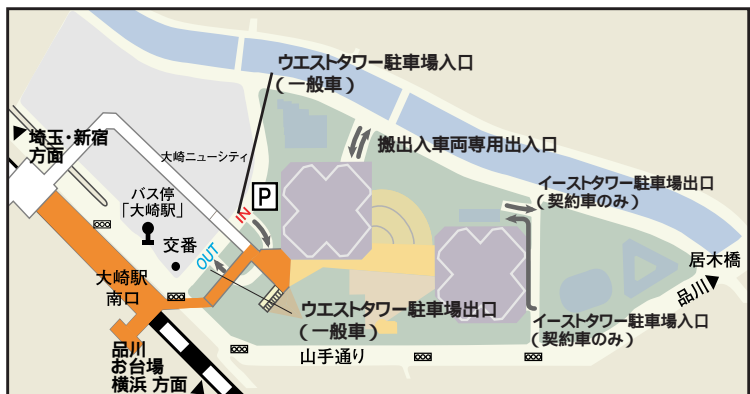 ウエストタワー駐車場入口
(一般車)
▶埼玉・新宿
方面
大崎ニューシティ
搬出入車両専用出入口
バス停
「大崎駅」
P
イーストタワー駐車場出口
(契約車のみ)
IN
交番
OUT
居木橋
大崎駅
南口
品川▶
ウエストタワー駐車場出口
(一般車)
イーストタワー駐車場入口
(契約車のみ)
品川
お台場
横浜 方面▶
山手通り